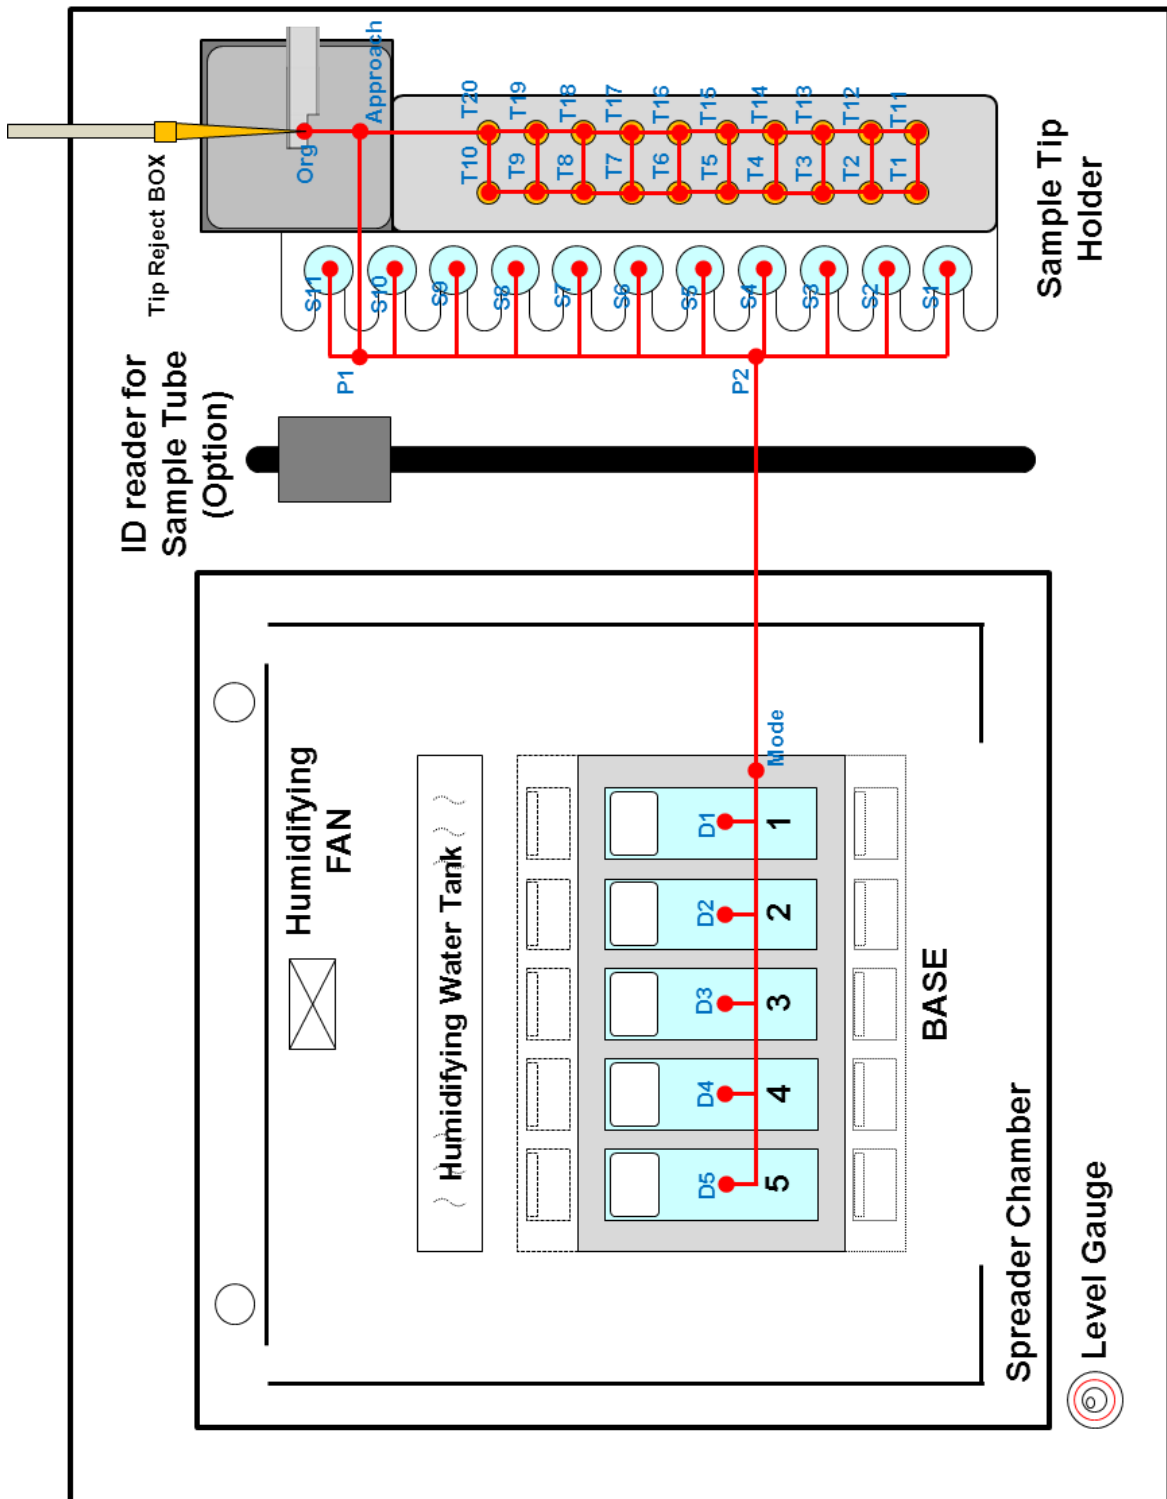 Tip Reject BOX
Org
Approach
T20
T19
T18
T17
T16
T15
T14
T13
T12
T11
T10
T9
T8
T7
T6
T5
T4
T3
T2
T1
Sample Tip
Holder
S11
S10
S9
S8
S7
S6
S5
S4
S3
S2
S1
P1
P2
ID reader for
Sample Tube
(Option)
Mode
Humidifying
FAN
Humidifying Water Tank
D1
1
D2
2
D3
3
D4
4
D5
5
BASE
Spreader Chamber
Level Gauge